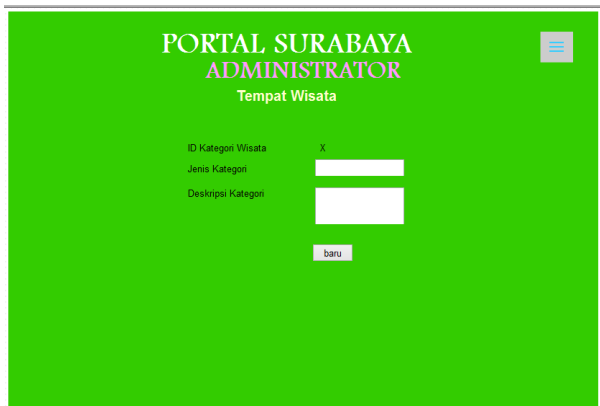 PORTAL SURABAYA
ADMINISTRATOR
Tempat Wisata
ID Kategori Wisata X
Jenis Kategori
Deskripsi Kategori
baru